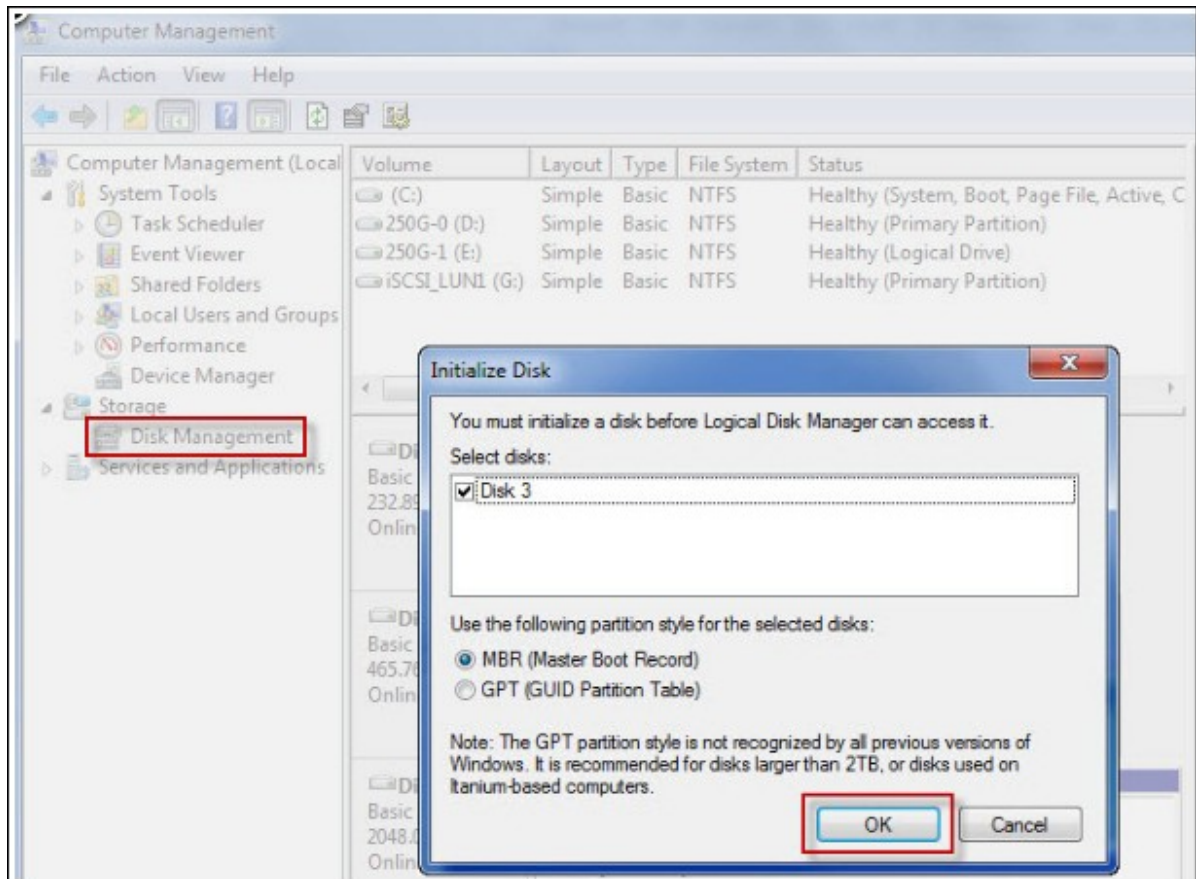 Computer Management
File Action View Help
Computer Management (Local
System Tools
Task Scheduler
Event Viewer
Shared Folders
Local Users and Groups
Performance
Device Manager
Storage
Disk Management
Services and Applications
Volume Layout Type File System Status
(C:) Simple Basic NTFS Healthy (System, Boot, Page File, Active, C
250G-0 (D:) Simple Basic NTFS Healthy (Primary Partition)
250G-1 (E:) Simple Basic NTFS Healthy (Logical Drive)
iSCSI_LUN1 (G:) Simple Basic NTFS Healthy (Primary Partition)
Di
Basic
232.89
Onlin
Di
Basic
465.76
Onlin
Di
Basic
2048.0
Onlin
Initialize Disk
You must initialize a disk before Logical Disk Manager can access it.
Select disks:
Disk 3
Use the following partition style for the selected disks:
MBR (Master Boot Record)
GPT (GUID Partition Table)
Note: The GPT partition style is not recognized by all previous versions of
Windows. It is recommended for disks larger than 2TB, or disks used on
Itanium-based computers.
OK Cancel